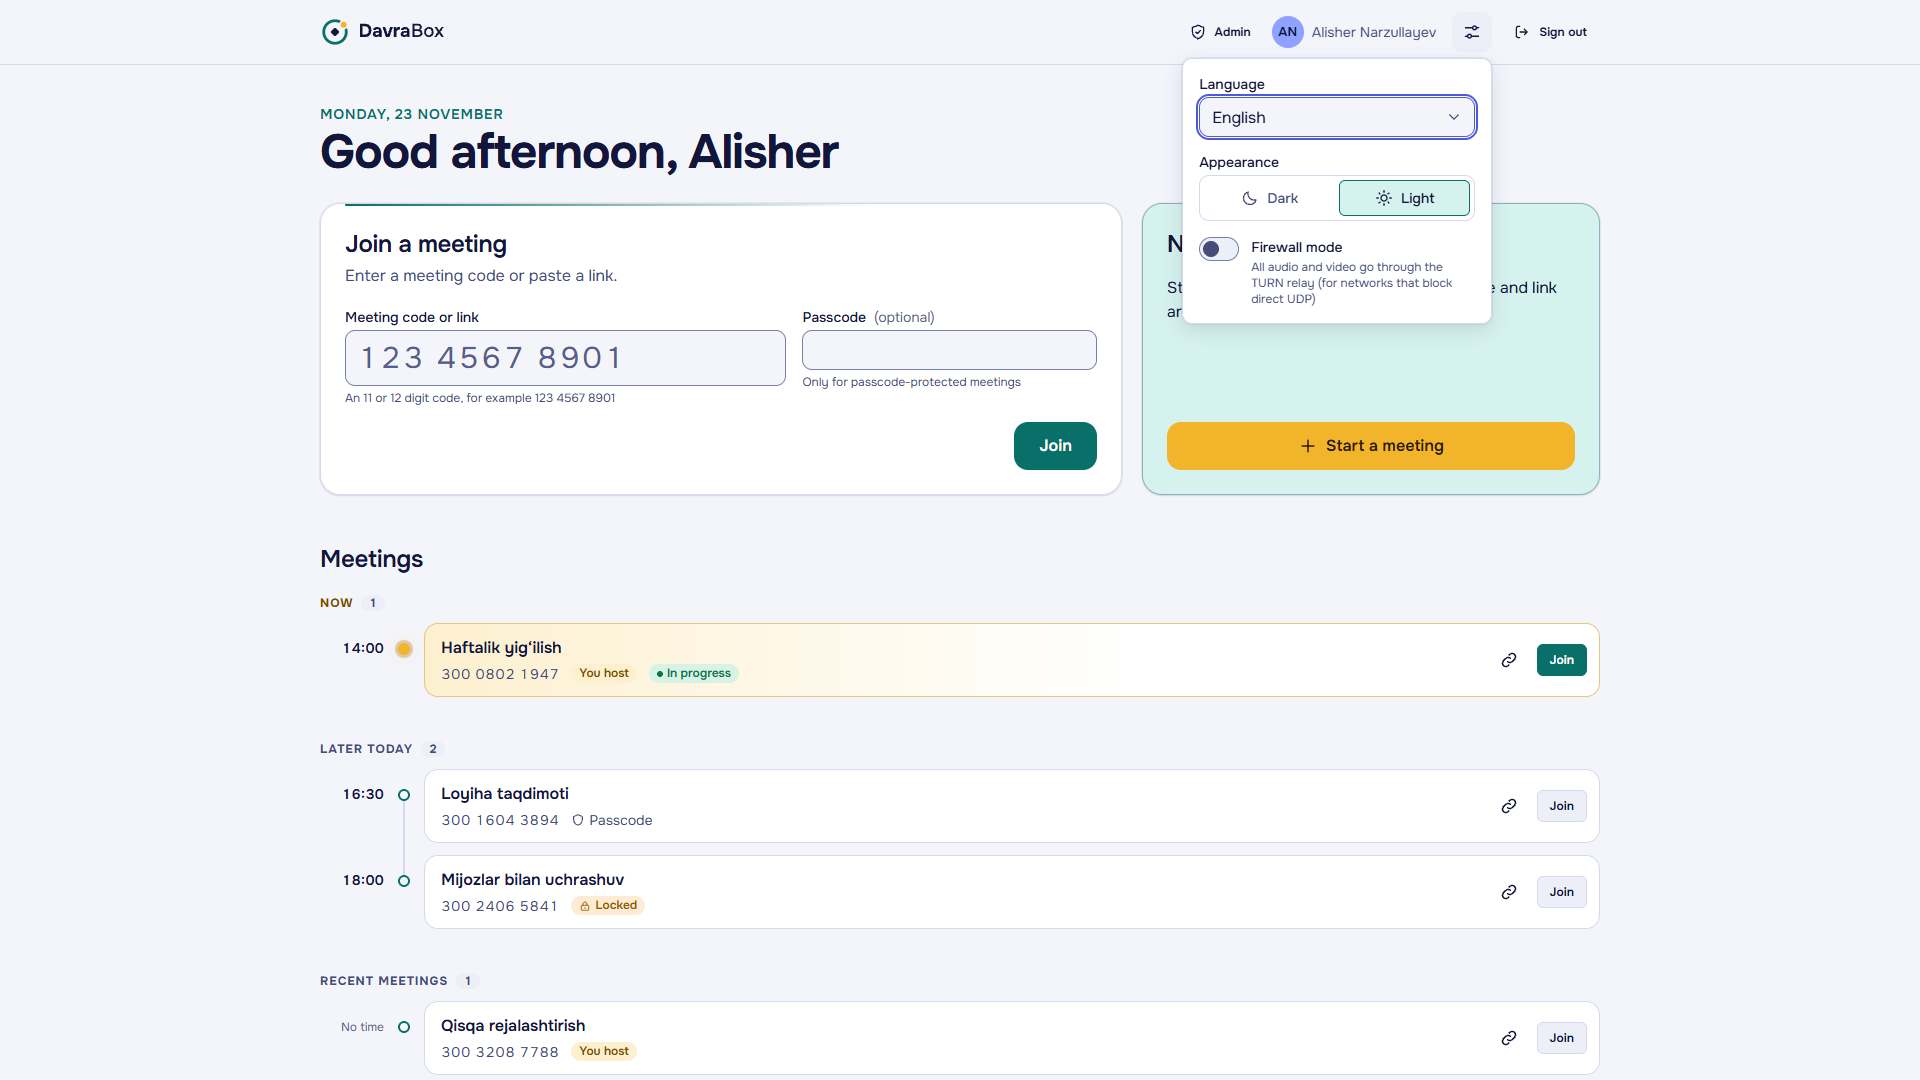 DavraBox
Admin
AN
Alisher Narzullayev
Sign out
Language
English
Appearance
Dark
Light
Firewall mode
All audio and video go through the
TURN relay (for networks that block
direct UDP)
MONDAY, 23 NOVEMBER
Good afternoon, Alisher
Join a meeting
Enter a meeting code or paste a link.
Meeting code or link
123 4567 8901
An 11 or 12 digit code, for example 123 4567 8901
Passcode (optional)
Only for passcode-protected meetings
Join
and link
Start a meeting
Meetings
NOW 1
14:00
Haftalik yig‘ilish
300 0802 1947 You host In progress
Join
LATER TODAY 2
16:30
Loyiha taqdimoti
300 1604 3894 Passcode
Join
18:00
Mijozlar bilan uchrashuv
300 2406 5841 Locked
Join
RECENT MEETINGS 1
No time
Qisqa rejalashtirish
300 3208 7788 You host
Join